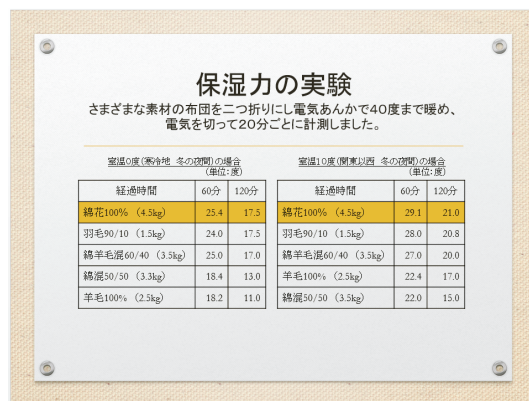 保湿力の実験
さまざまな素材の布団を二つ折りにし電気あんかで40度まで暖め、
電気を切って20分ごとに計測しました。
室温0度(寒冷地 冬の夜間)の場合
(単位:度)
経過時間 60分 120分
綿花100% (4.5kg) 25.4 17.5
羽毛90/10 (1.5kg) 24.0 17.5
綿羊毛混60/40 (3.5kg) 25.0 17.0
綿混50/50 (3.3kg) 18.4 13.0
羊毛100% (2.5kg) 18.2 11.0
室温10度(関東以西 冬の夜間)の場合
(単位:度)
経過時間 60分 120分
綿花100% (4.5kg) 29.1 21.0
羽毛90/10 (1.5kg) 28.0 20.8
綿羊毛混60/40 (3.5kg) 27.0 20.0
羊毛100% (2.5kg) 22.4 17.0
綿混50/50 (3.5kg) 22.0 15.0